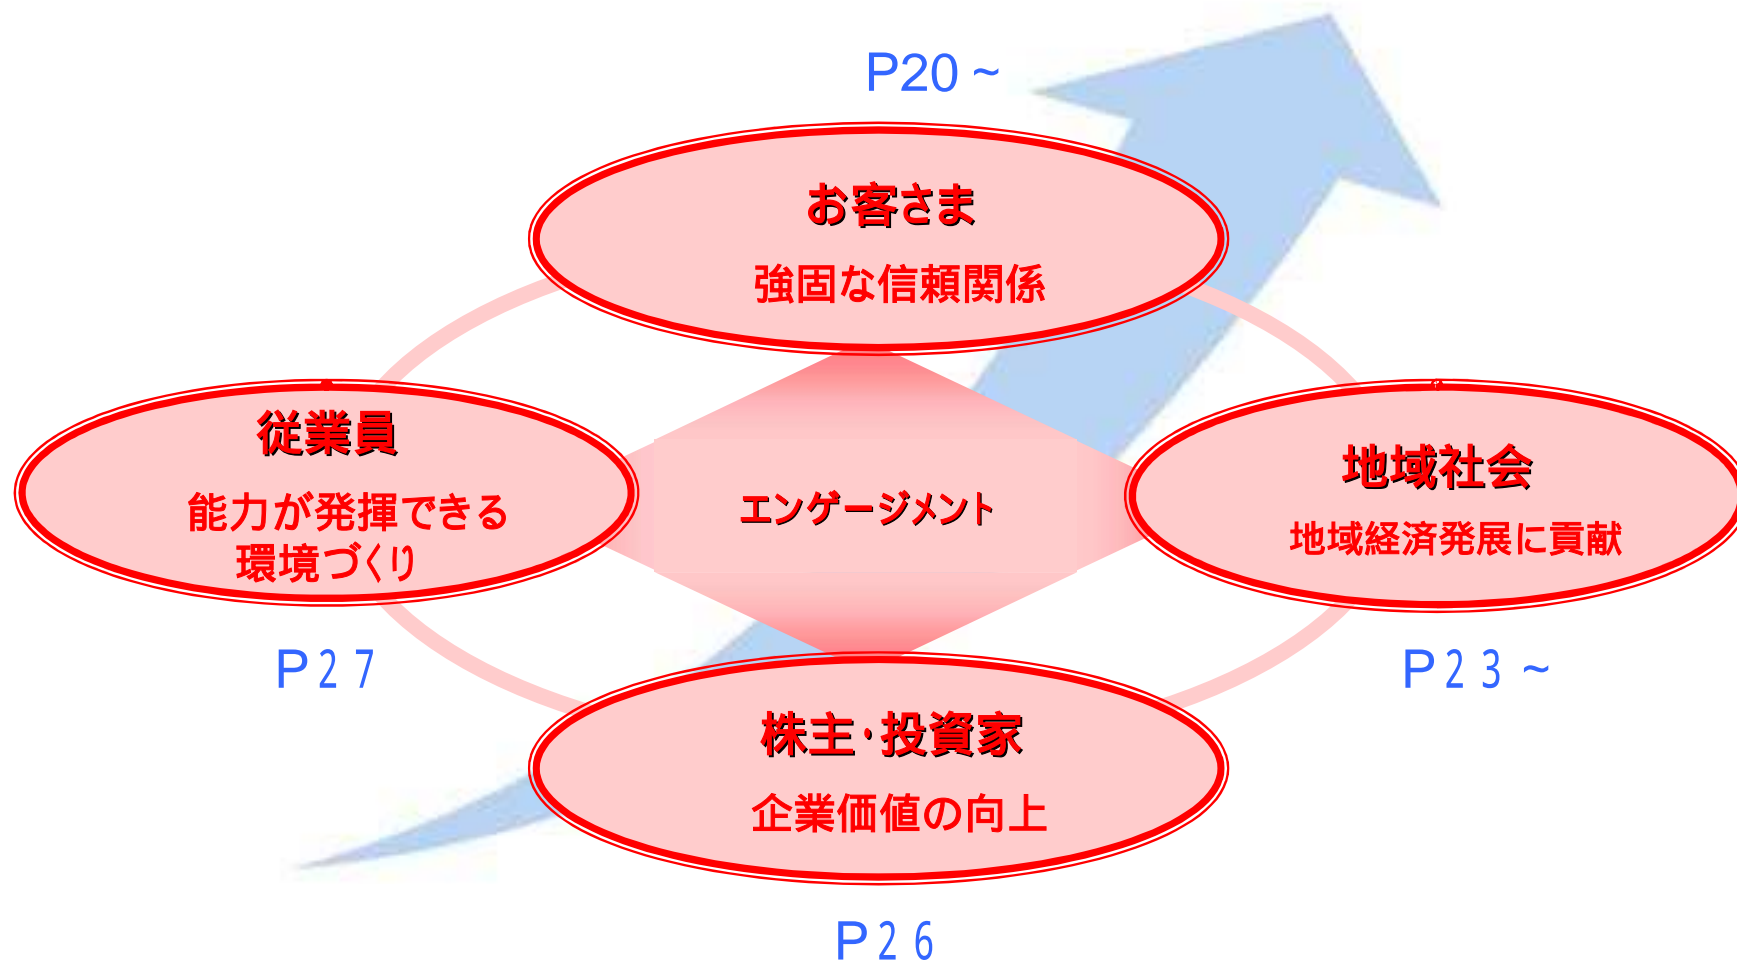 P20～
お客さま
強固な信頼関係
従業員
能力が発揮できる
環境づくり
エンゲージメント
地域社会
地域経済発展に貢献
P２７
P２３～
株主・投資家
企業価値の向上
P２６